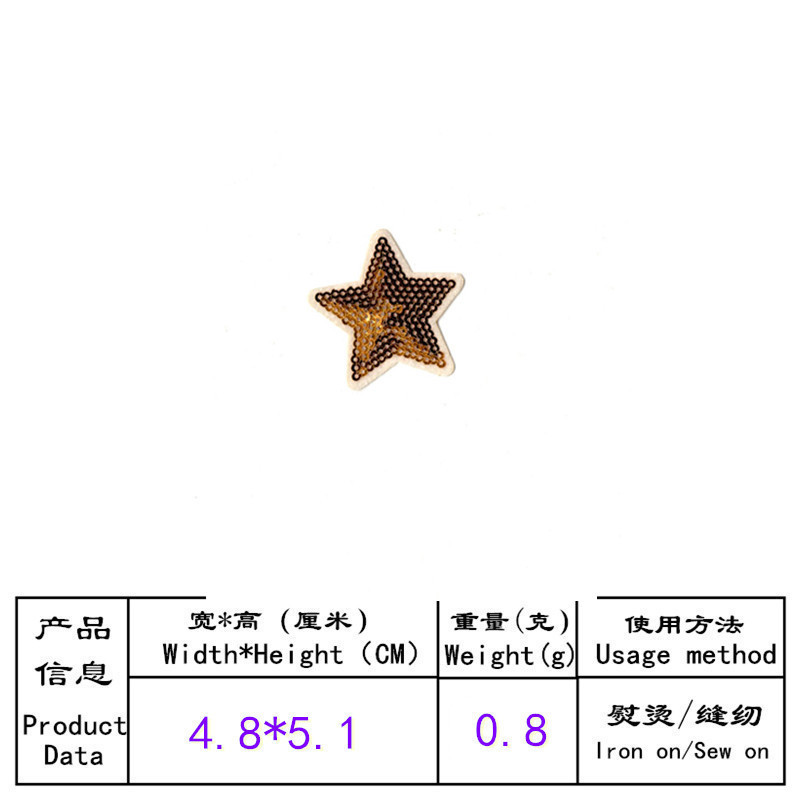 产品
信息
Product
Data
宽*高 (厘米)
Width*Height (CM)
重量(克)
Weight(g)
使用方法
Usage method
4.8*5.1
0.8
熨烫/缝纫
Iron on/Sew on